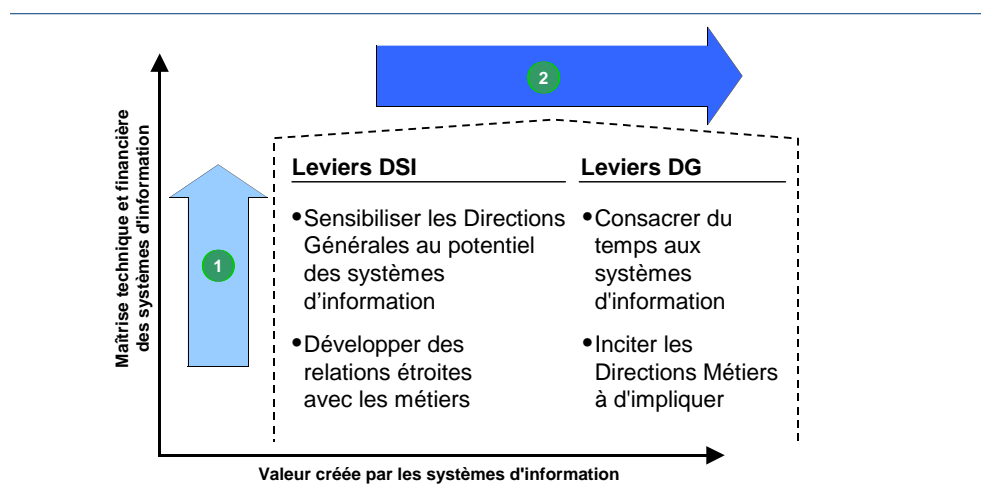 2
Maîtrise technique et financière
des systèmes d'information
1
Leviers DSI
•Sensibiliser les Directions
Générales au potentiel
des systèmes
d’information
•Développer des
relations étroites
avec les métiers
Leviers DG
•Consacrer du
temps aux
systèmes
d'information
•Inciter les
Directions Métiers
à d'impliquer
Valeur créée par les systèmes d'information